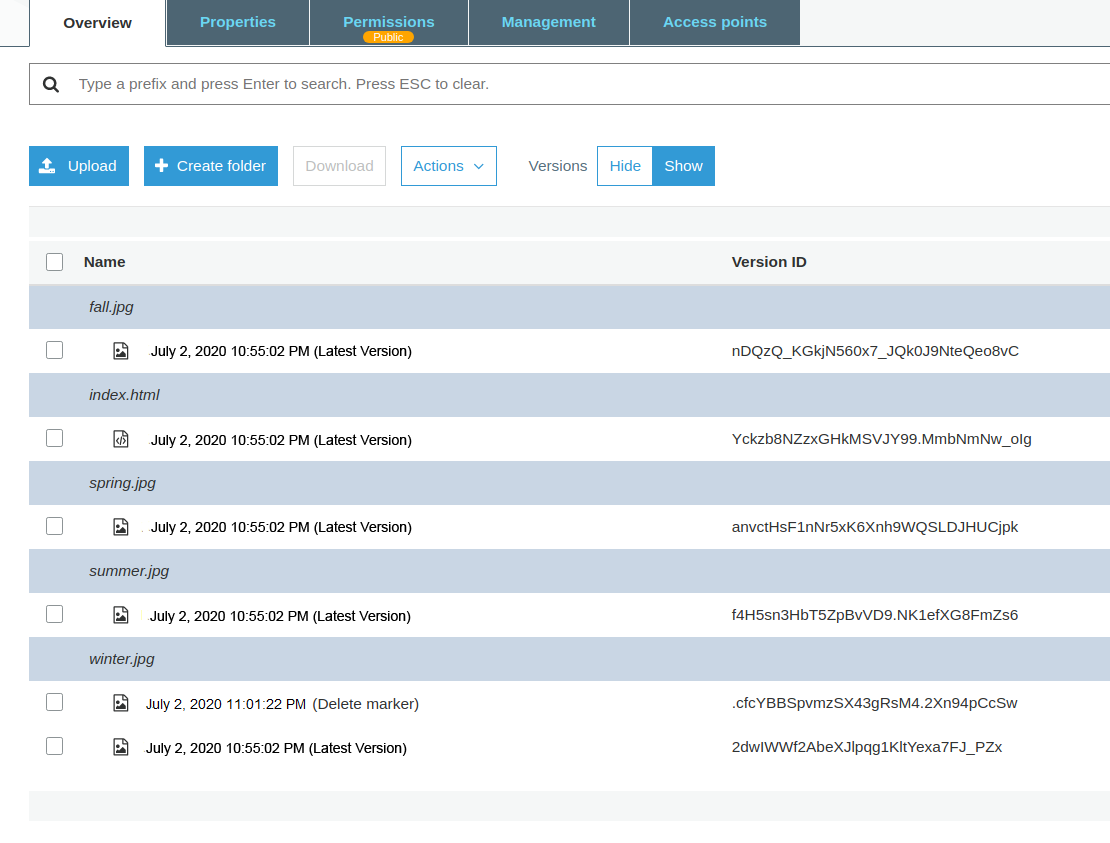 Overview Properties Permissions Management Access points
Public
Type a prefix and press Enter to search. Press ESC to clear.
Upload Create folder Download Actions Versions Hide Show
Name Version ID
fall.jpg
July 2, 2020 10:55:02 PM (Latest Version) nDQzQ_KGkjN560x7_JQk0J9NteQeo8vC
index.html
July 2, 2020 10:55:02 PM (Latest Version) Yckzb8NZzxGHkMSVJY99.MmbNmNw_oIg
spring.jpg
July 2, 2020 10:55:02 PM (Latest Version) anvctHsF1nNr5xK6Xnh9WQSLDJHUCjpk
summer.jpg
July 2, 2020 10:55:02 PM (Latest Version) f4H5sn3HbT5ZpBvVD9.NK1efXG8FmZs6
winter.jpg
July 2, 2020 11:01:22 PM (Delete marker) .cfcYBBSpvmzSX43gRsM4.2Xn94pCcSw
July 2, 2020 10:55:02 PM (Latest Version) 2dwIWWf2AbeXJlpqg1KltYexa7FJ_PZx